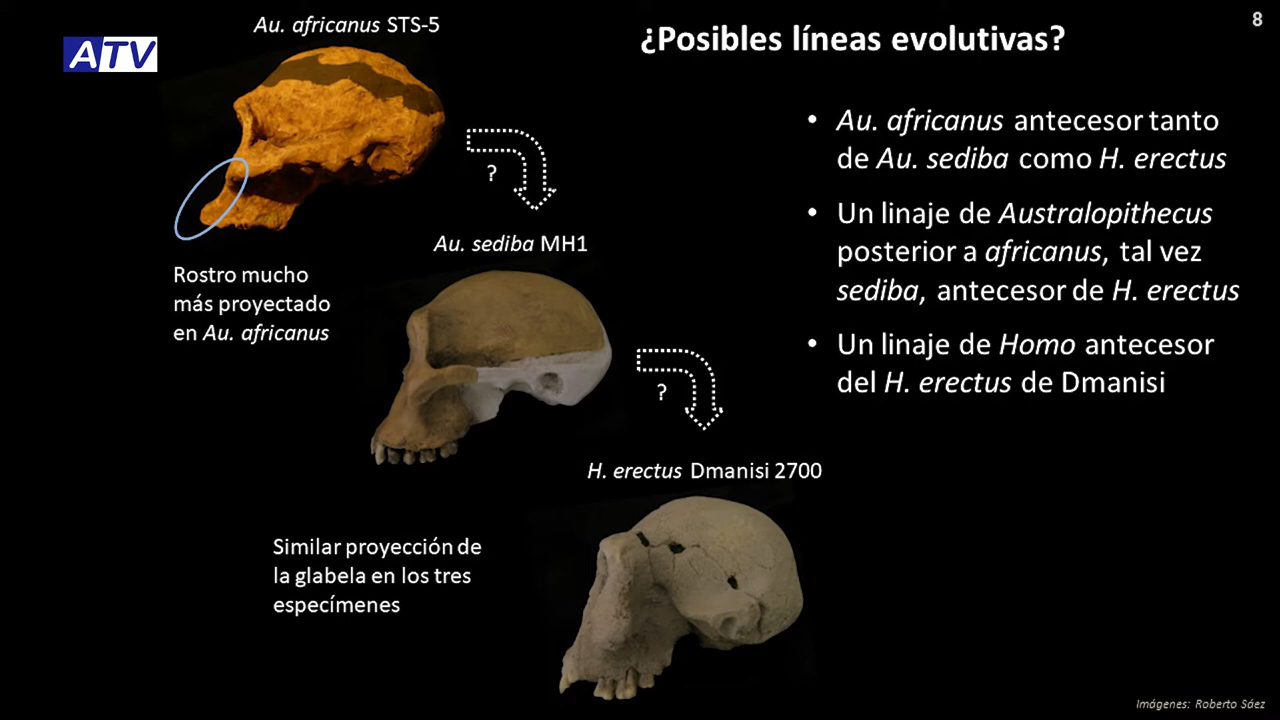 Au. africanus STS-5
ATV
¿Posibles líneas evolutivas?
8
• Au. africanus antecesor tanto
de Au. sediba como H. erectus
• Un linaje de Australopithecus
posterior a africanus, tal vez
sediba, antecesor de H. erectus
• Un linaje de Homo antecesor
del H. erectus de Dmanisi
?
Au. sediba MH1
Rostro mucho
más proyectado
en Au. africanus
?
H. erectus Dmanisi 2700
Similar proyección de
la glabela en los tres
especímenes
Imágenes: Roberto Sáez